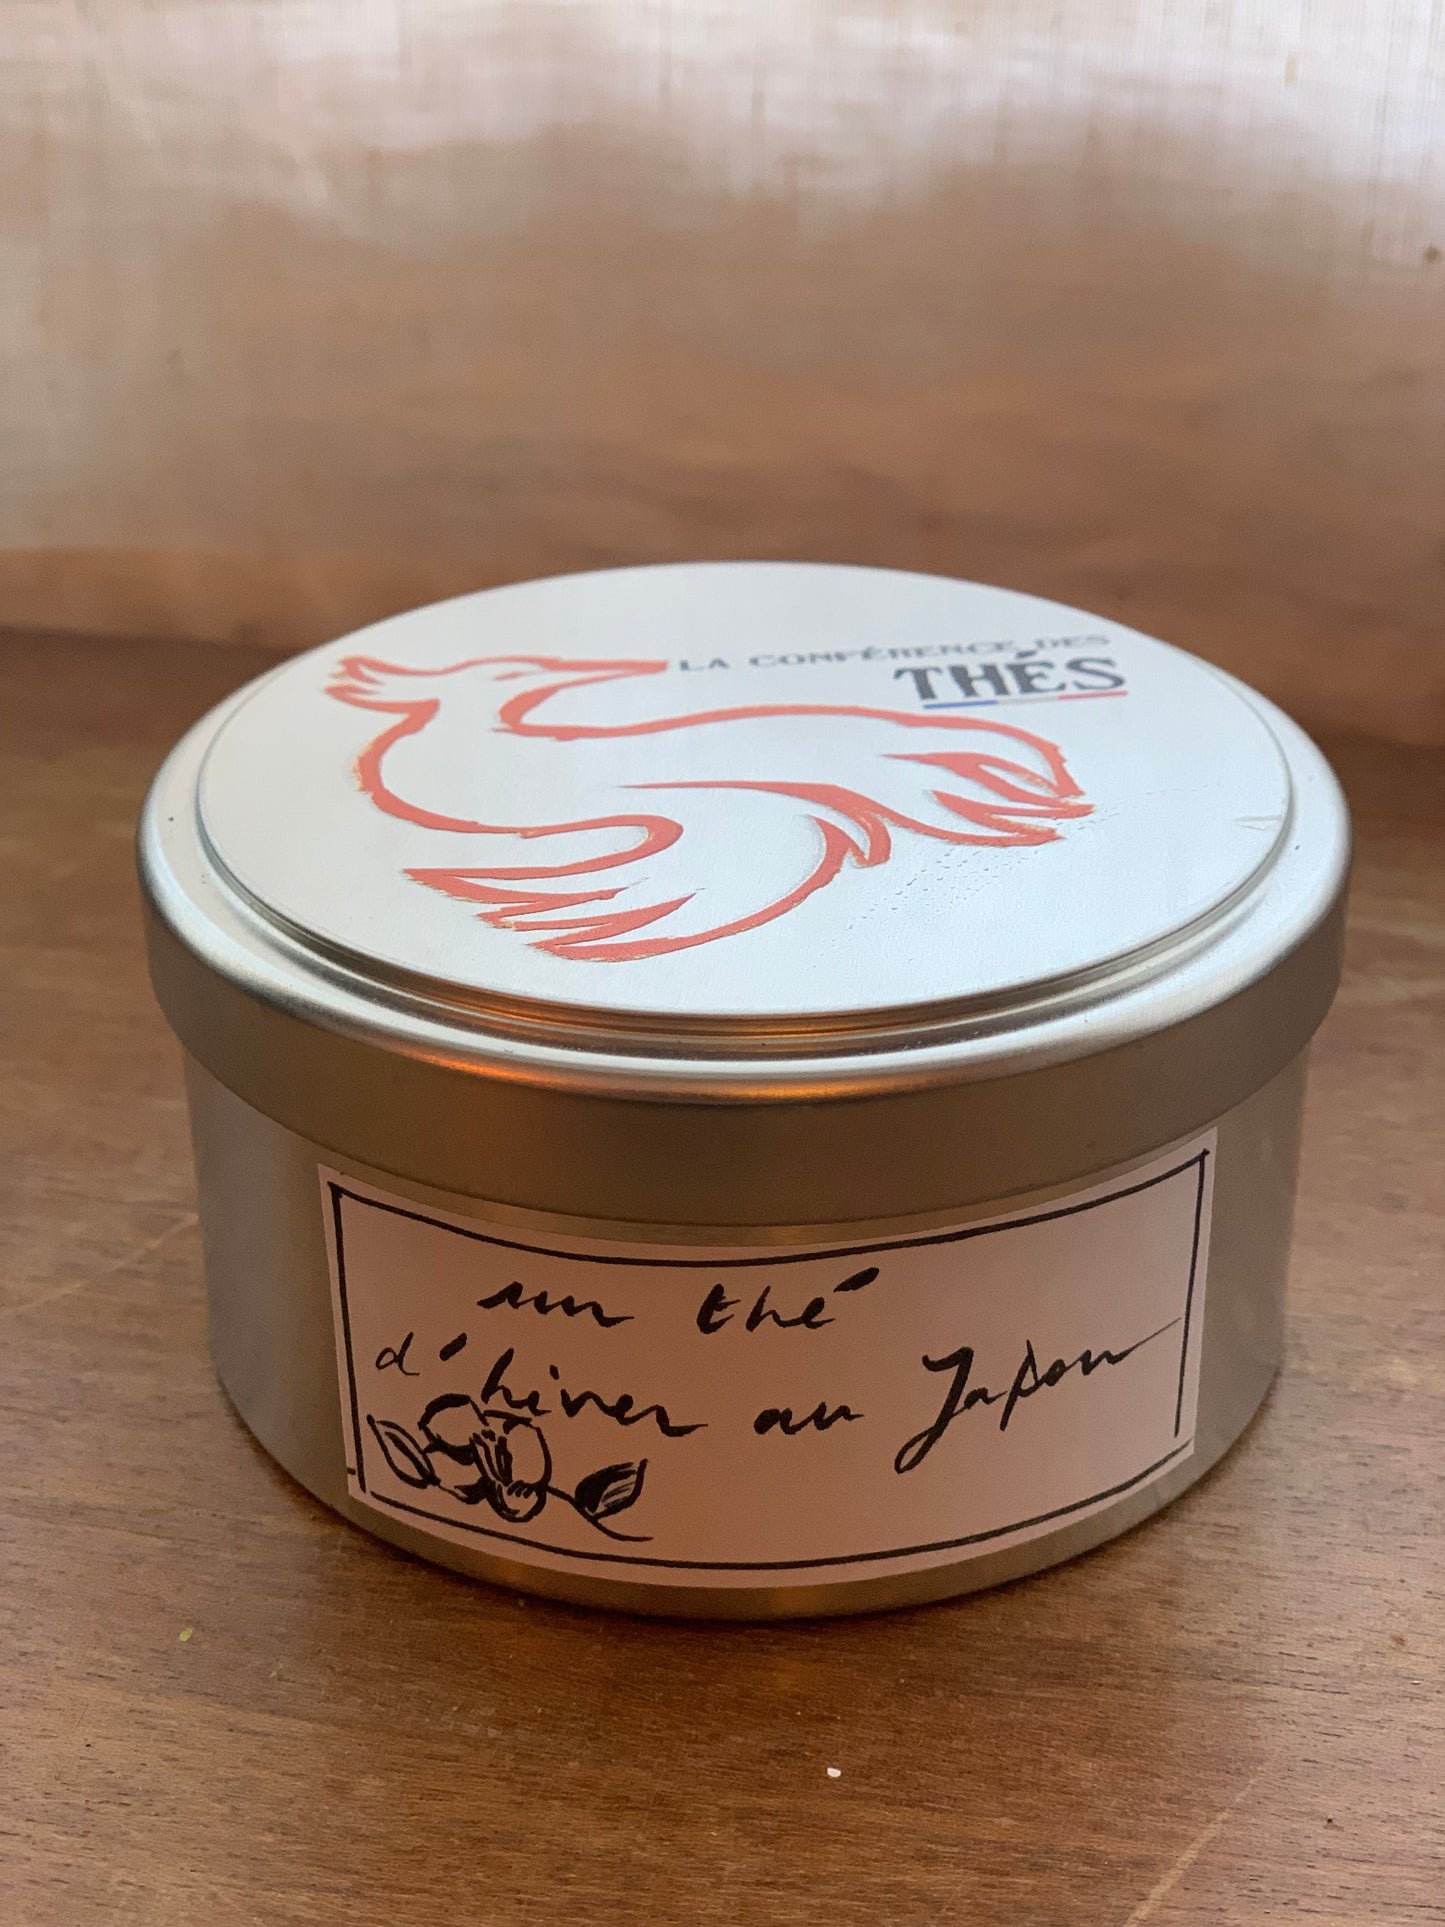 LA CONFÉRENCE DES
THÉS
un thé
d'hiver au Japon